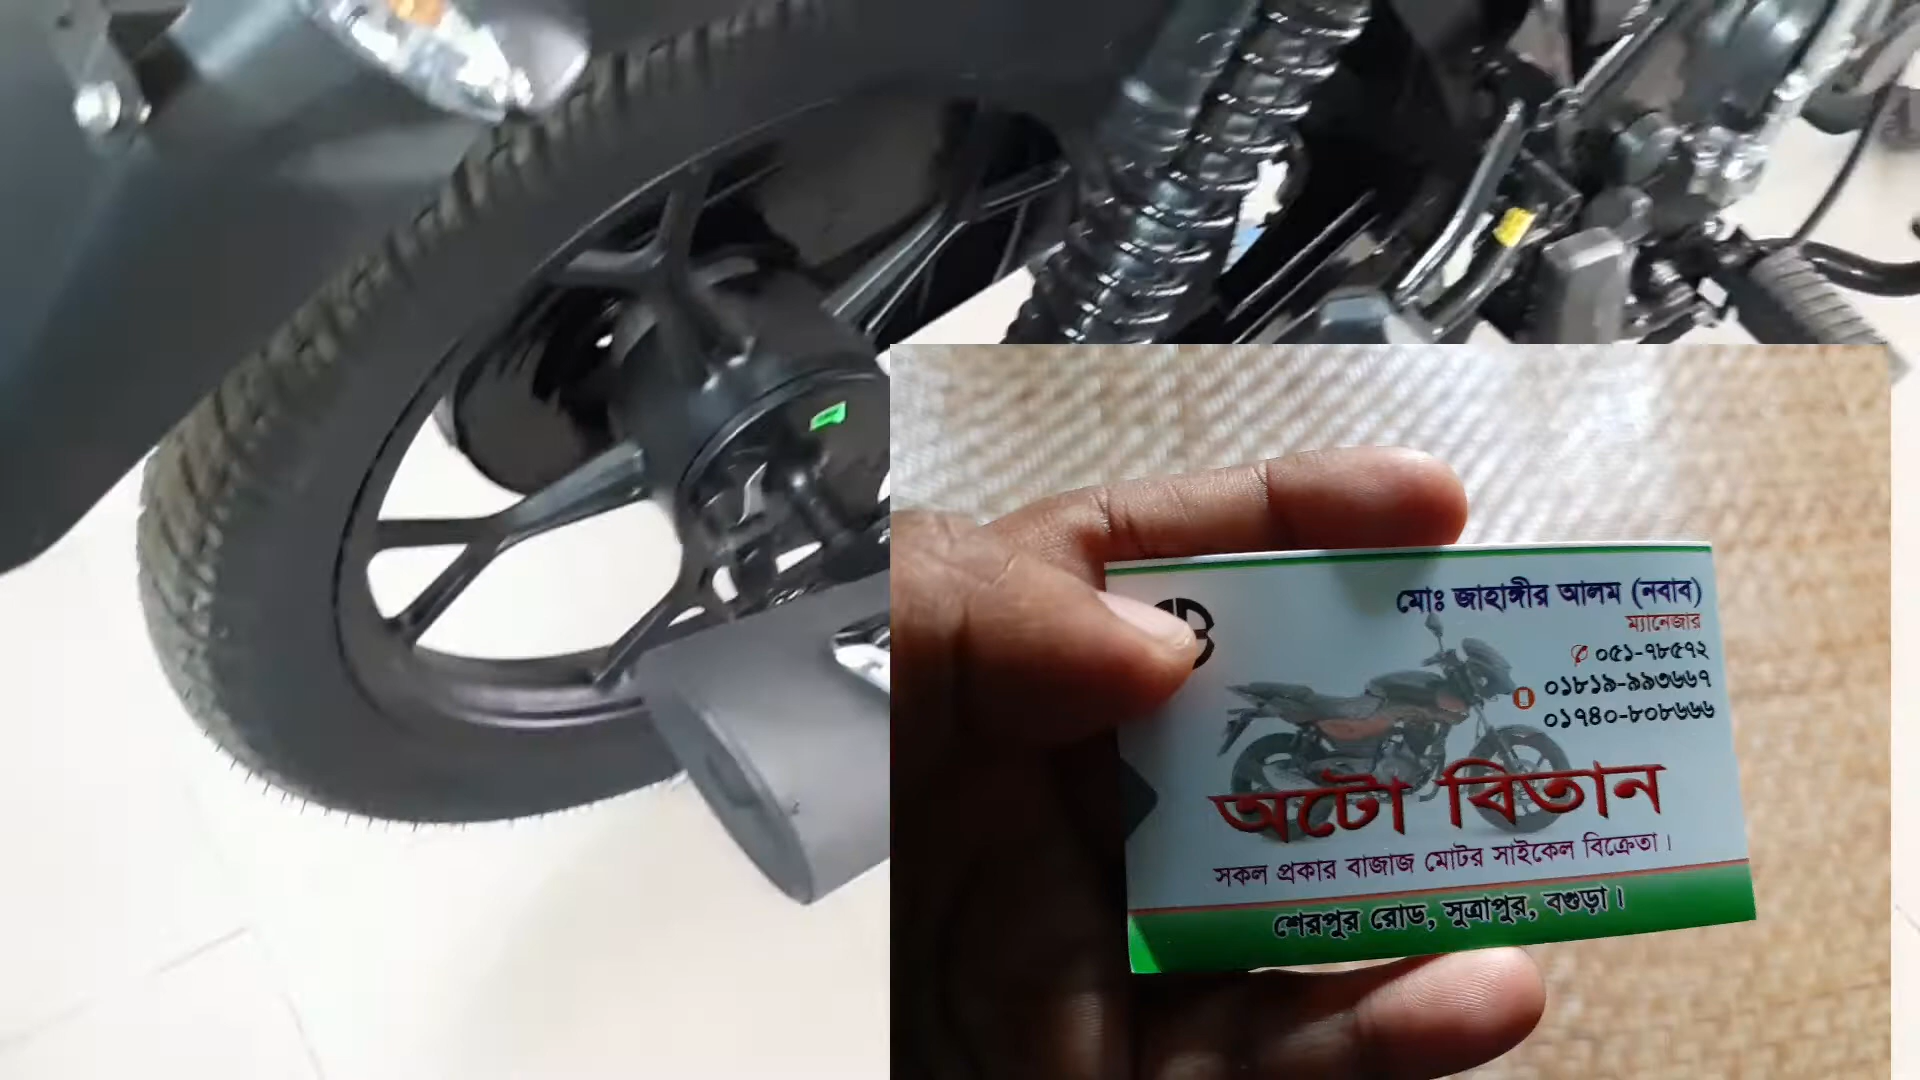 মোঃ জাহাঙ্গীর আলম (নবাব)
ম্যানেজার
০৫১-৭৮৫৭২
০১৮১৯-৯৯৩৬৬৭
০১৭৪০-৮০৮৬৬৬
অটো বিতান
সকল প্রকার বাজাজ মোটর সাইকেল বিক্রেতা।
শেরপুর রোড, সুত্রাপুর, বগুড়া।